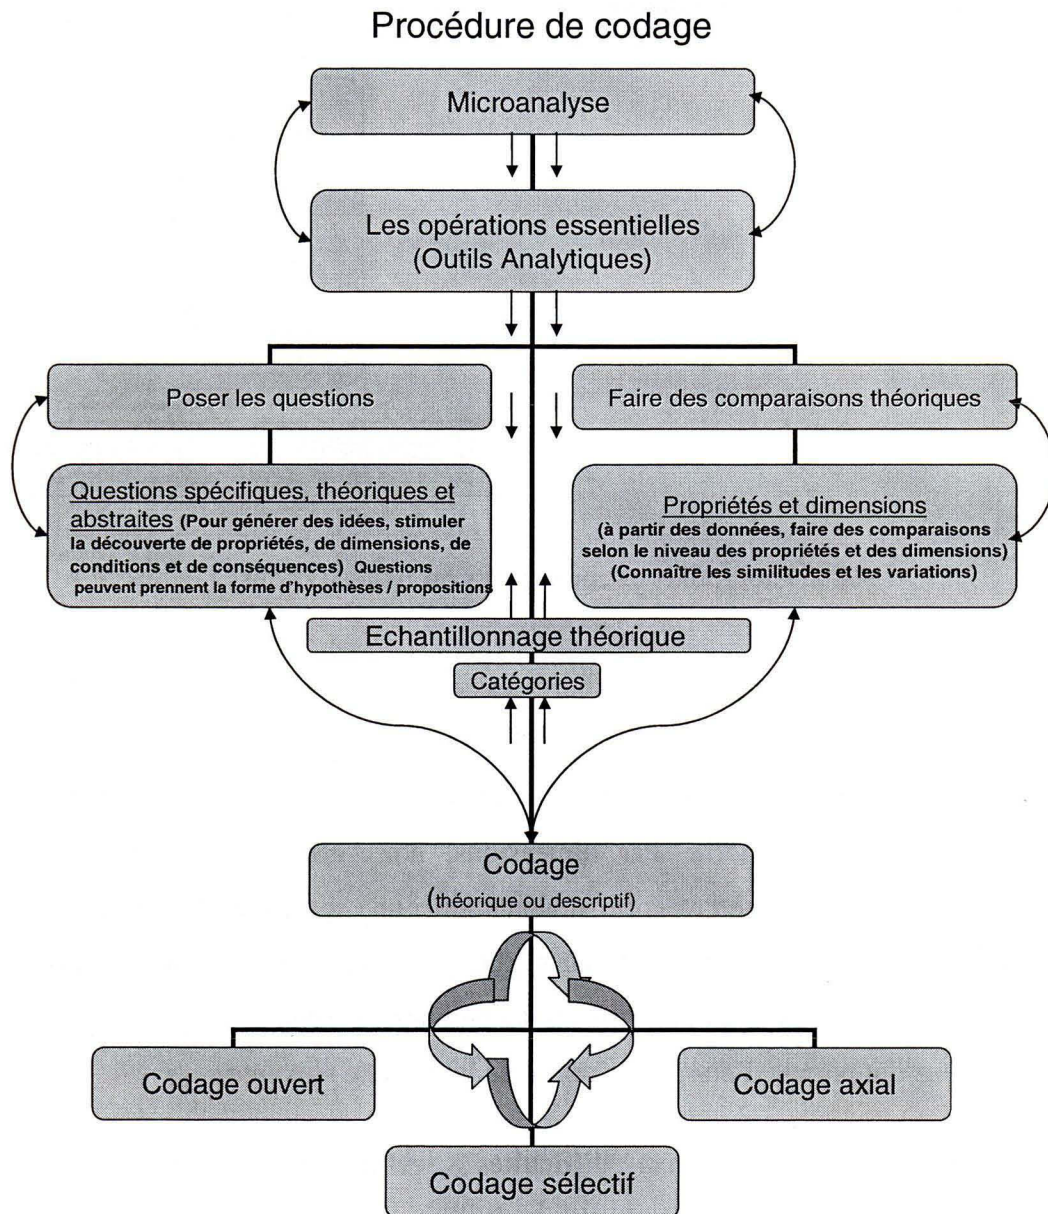 Procédure de codage
Microanalyse
Les opérations essentielles
(Outils Analytiques)
Poser les questions
Faire des comparaisons théoriques
Questions spécifiques, théoriques et
abstraites (Pour générer des idées, stimuler
la découverte de propriétés, de dimensions, de
conditions et de conséquences) Questions
peuvent prennent la forme d'hypothèses / propositions
Propriétés et dimensions
(à partir des données, faire des comparaisons
selon le niveau des propriétés et des dimensions)
(Connaître les similitudes et les variations)
Echantillonnage théorique
Catégories
Codage
(théorique ou descriptif)
Codage ouvert
Codage axial
Codage sélectif